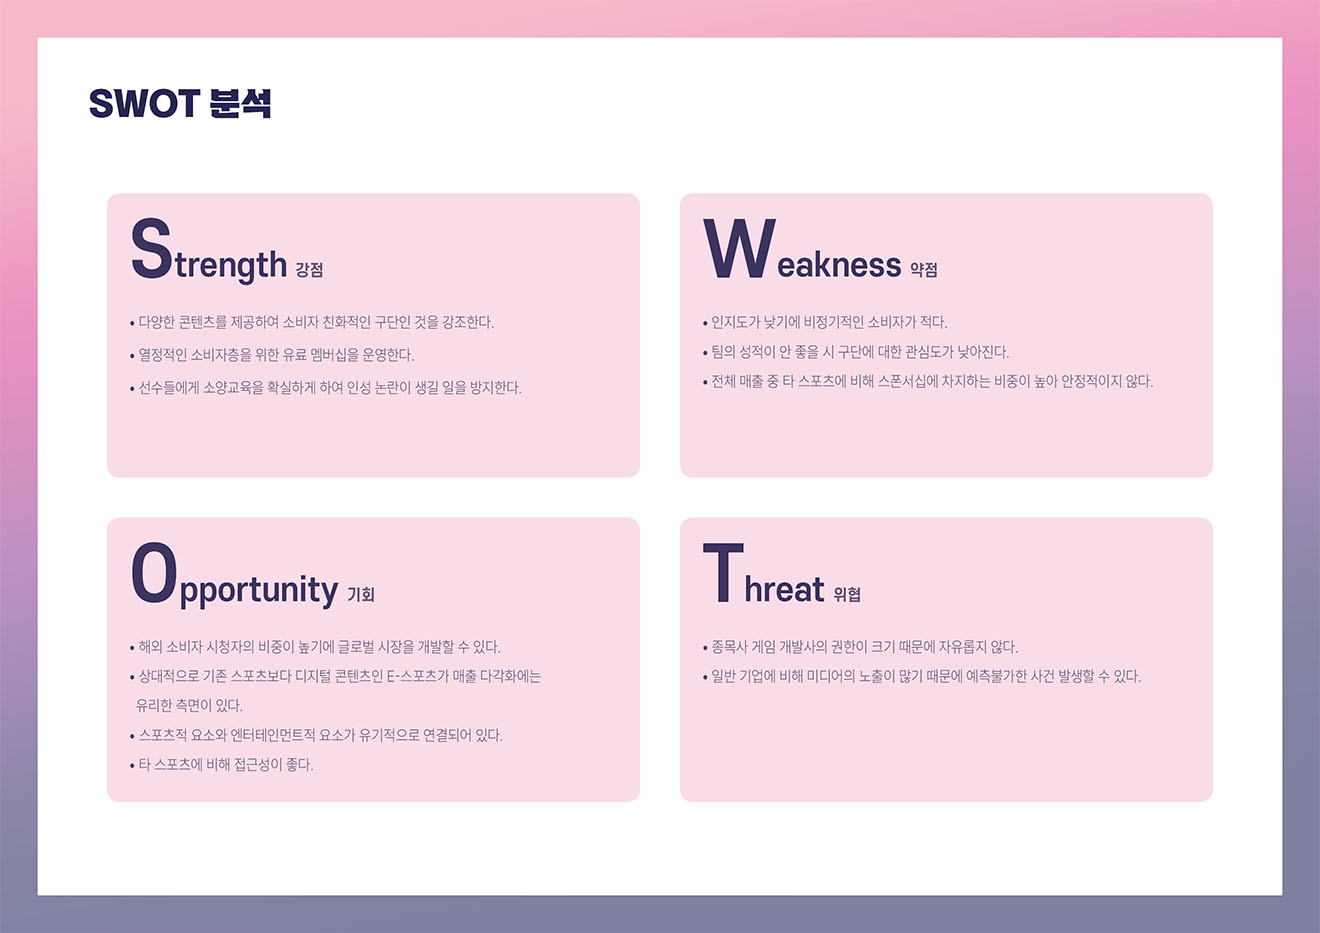 SWOT 분석
Strength 강점
• 다양한 콘텐츠를 제공하여 소비자 친화적인 구단인 것을 강조한다.
• 열정적인 소비자층을 위한 유료 멤버십을 운영한다.
• 선수들에게 소양교육을 확실하게 하여 인성 논란이 생길 일을 방지한다.
Weakness 약점
• 인지도가 낮기에 비정기적인 소비자가 적다.
• 팀의 성적이 안 좋을 시 구단에 대한 관심도가 낮아진다.
• 전체 매출 중 타 스포츠에 비해 스폰서십에 차지하는 비중이 높아 안정적이지 않다.
Opportunity 기회
• 해외 소비자 시청자의 비중이 높기에 글로벌 시장을 개발할 수 있다.
• 상대적으로 기존 스포츠보다 디지털 콘텐츠인 E-스포츠가 매출 다각화에는
유리한 측면이 있다.
• 스포츠적 요소와 엔터테인먼트적 요소가 유기적으로 연결되어 있다.
• 타 스포츠에 비해 접근성이 좋다.
Threat 위협
• 종목사 게임 개발사의 권한이 크기 때문에 자유롭지 않다.
• 일반 기업에 비해 미디어의 노출이 많기 때문에 예측불가한 사건 발생할 수 있다.